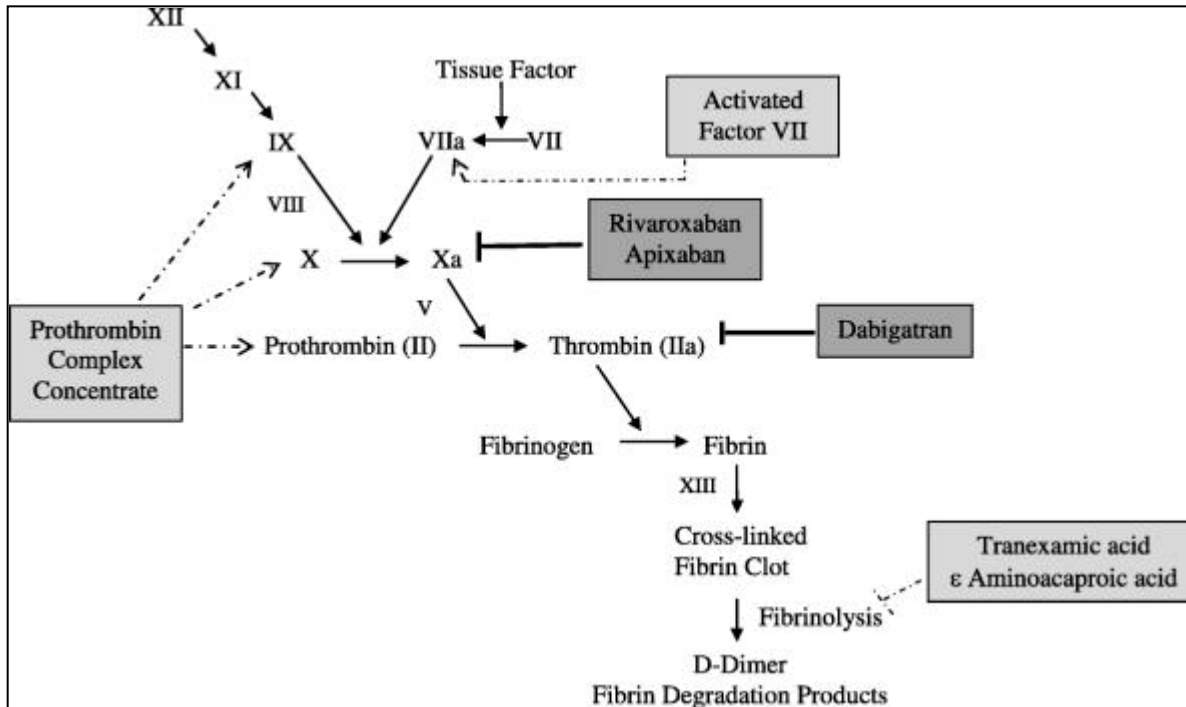 XII
XI
Tissue Factor
IX
VIIa
VII
Activated
Factor VII
VIII
Rivaroxaban
Apixaban
X
Xa
V
Prothrombin
Complex
Concentrate
Prothrombin (II)
Thrombin (IIa)
Dabigatran
Fibrinogen
Fibrin
XIII
Cross-linked
Fibrin Clot
Tranexamic acid
ε Aminoacaproic acid
Fibrinolysis
D-Dimer
Fibrin Degradation Products